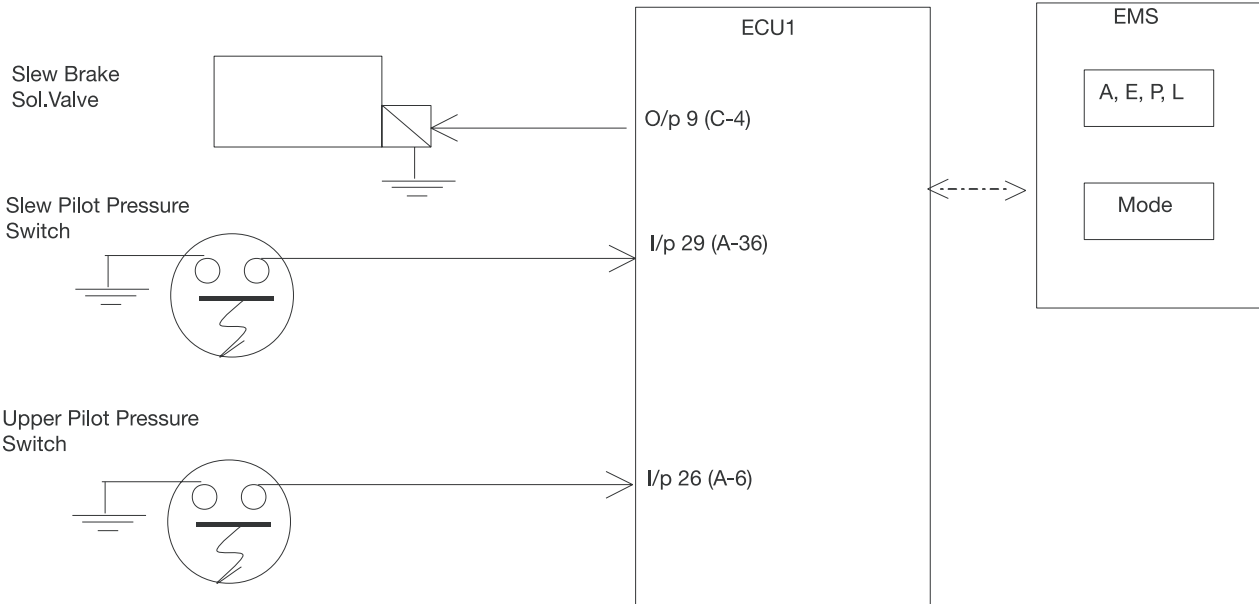 ECU1
EMS
Slew Brake
Sol.Valve
A, E, P, L
O/p 9 (C-4)
Mode
Slew Pilot Pressure
Switch
I/p 29 (A-36)
Upper Pilot Pressure
Switch
I/p 26 (A-6)